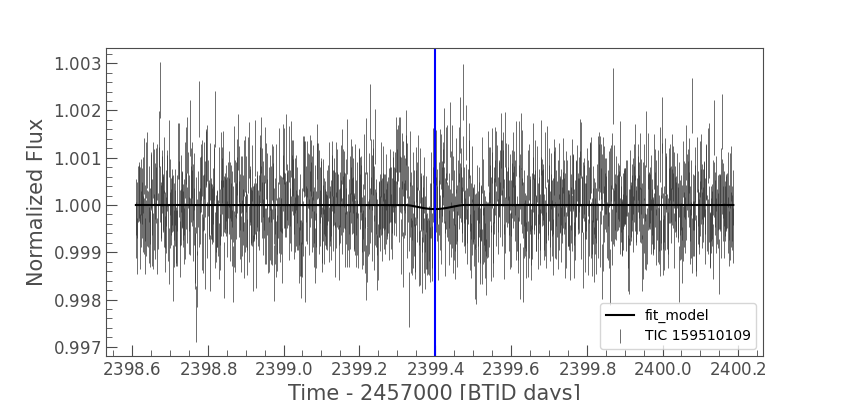 1.003
1.002
1.001
1.000
0.999
0.998
0.997
Normalized Flux
fit_model
TIC 159510109
2398.6 2398.8 2399.0 2399.2 2399.4 2399.6 2399.8 2400.0 2400.2
Time - 2457000 [BTJD days]